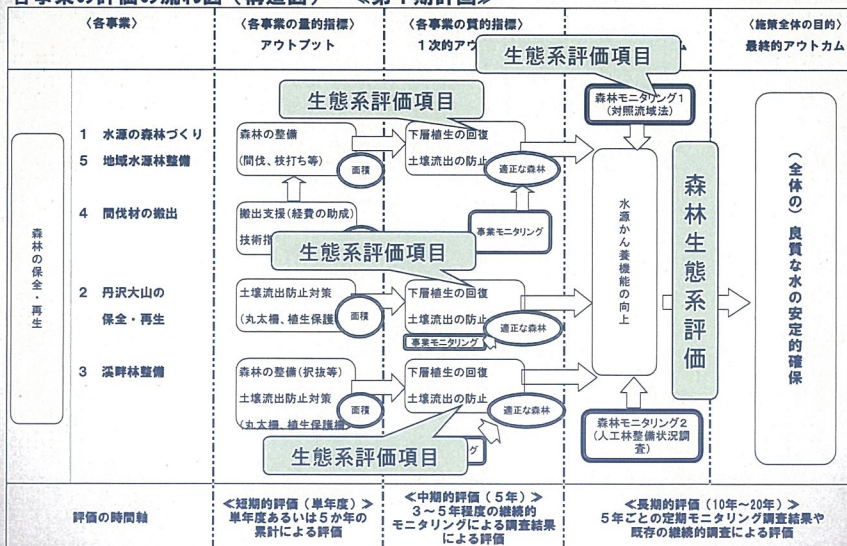 各事業の評価の流れ図（構造図） ≪第1期計画≫
〈各事業〉
〈各事業の量的指標〉
アウトプット
〈各事業の質的指標〉
1次的アウ
ム
〈施策全体の目的〉
最終的アウトカム
生態系評価項目
生態系評価項目
森林モニタリング1
(対照流域法)
森林の保全・再生
1 水源の森林づくり
5 地域水源林整備
森林の整備
(間伐、枝打ち等)
面積
下層植生の回復
土壌流出の防止
適正な森林
4 間伐材の搬出
搬出支援(経費の助成)
技術指
事業モニタリング
生態系評価項目
2 丹沢大山の
保全・再生
土壌流出防止対策
(丸太柵、植生保護
面積
下層植生の回復
土壌流出の防止
適正な森林
事業モニタリング
3 渓畔林整備
森林の整備(択抜等)
土壌流出防止対策
(丸太柵、植生保護柵
面積
下層植生の回復
土壌流出の防止
適正な森林
グ
生態系評価項目
水源かん養機能の向上
森林モニタリング2
(人工林整備状況調
査)
森林生態系評価
(全体の)良質な水の安定的確保
評価の時間軸
≪短期的評価（単年度）≫
単年度あるいは5か年の
累計による評価
≪中期的評価（5年）≫
3～5年程度の継続的
モニタリングによる調査結果
による評価
≪長期的評価（10年～20年）≫
5年ごとの定期モニタリング調査結果や
既存の継続的調査による評価